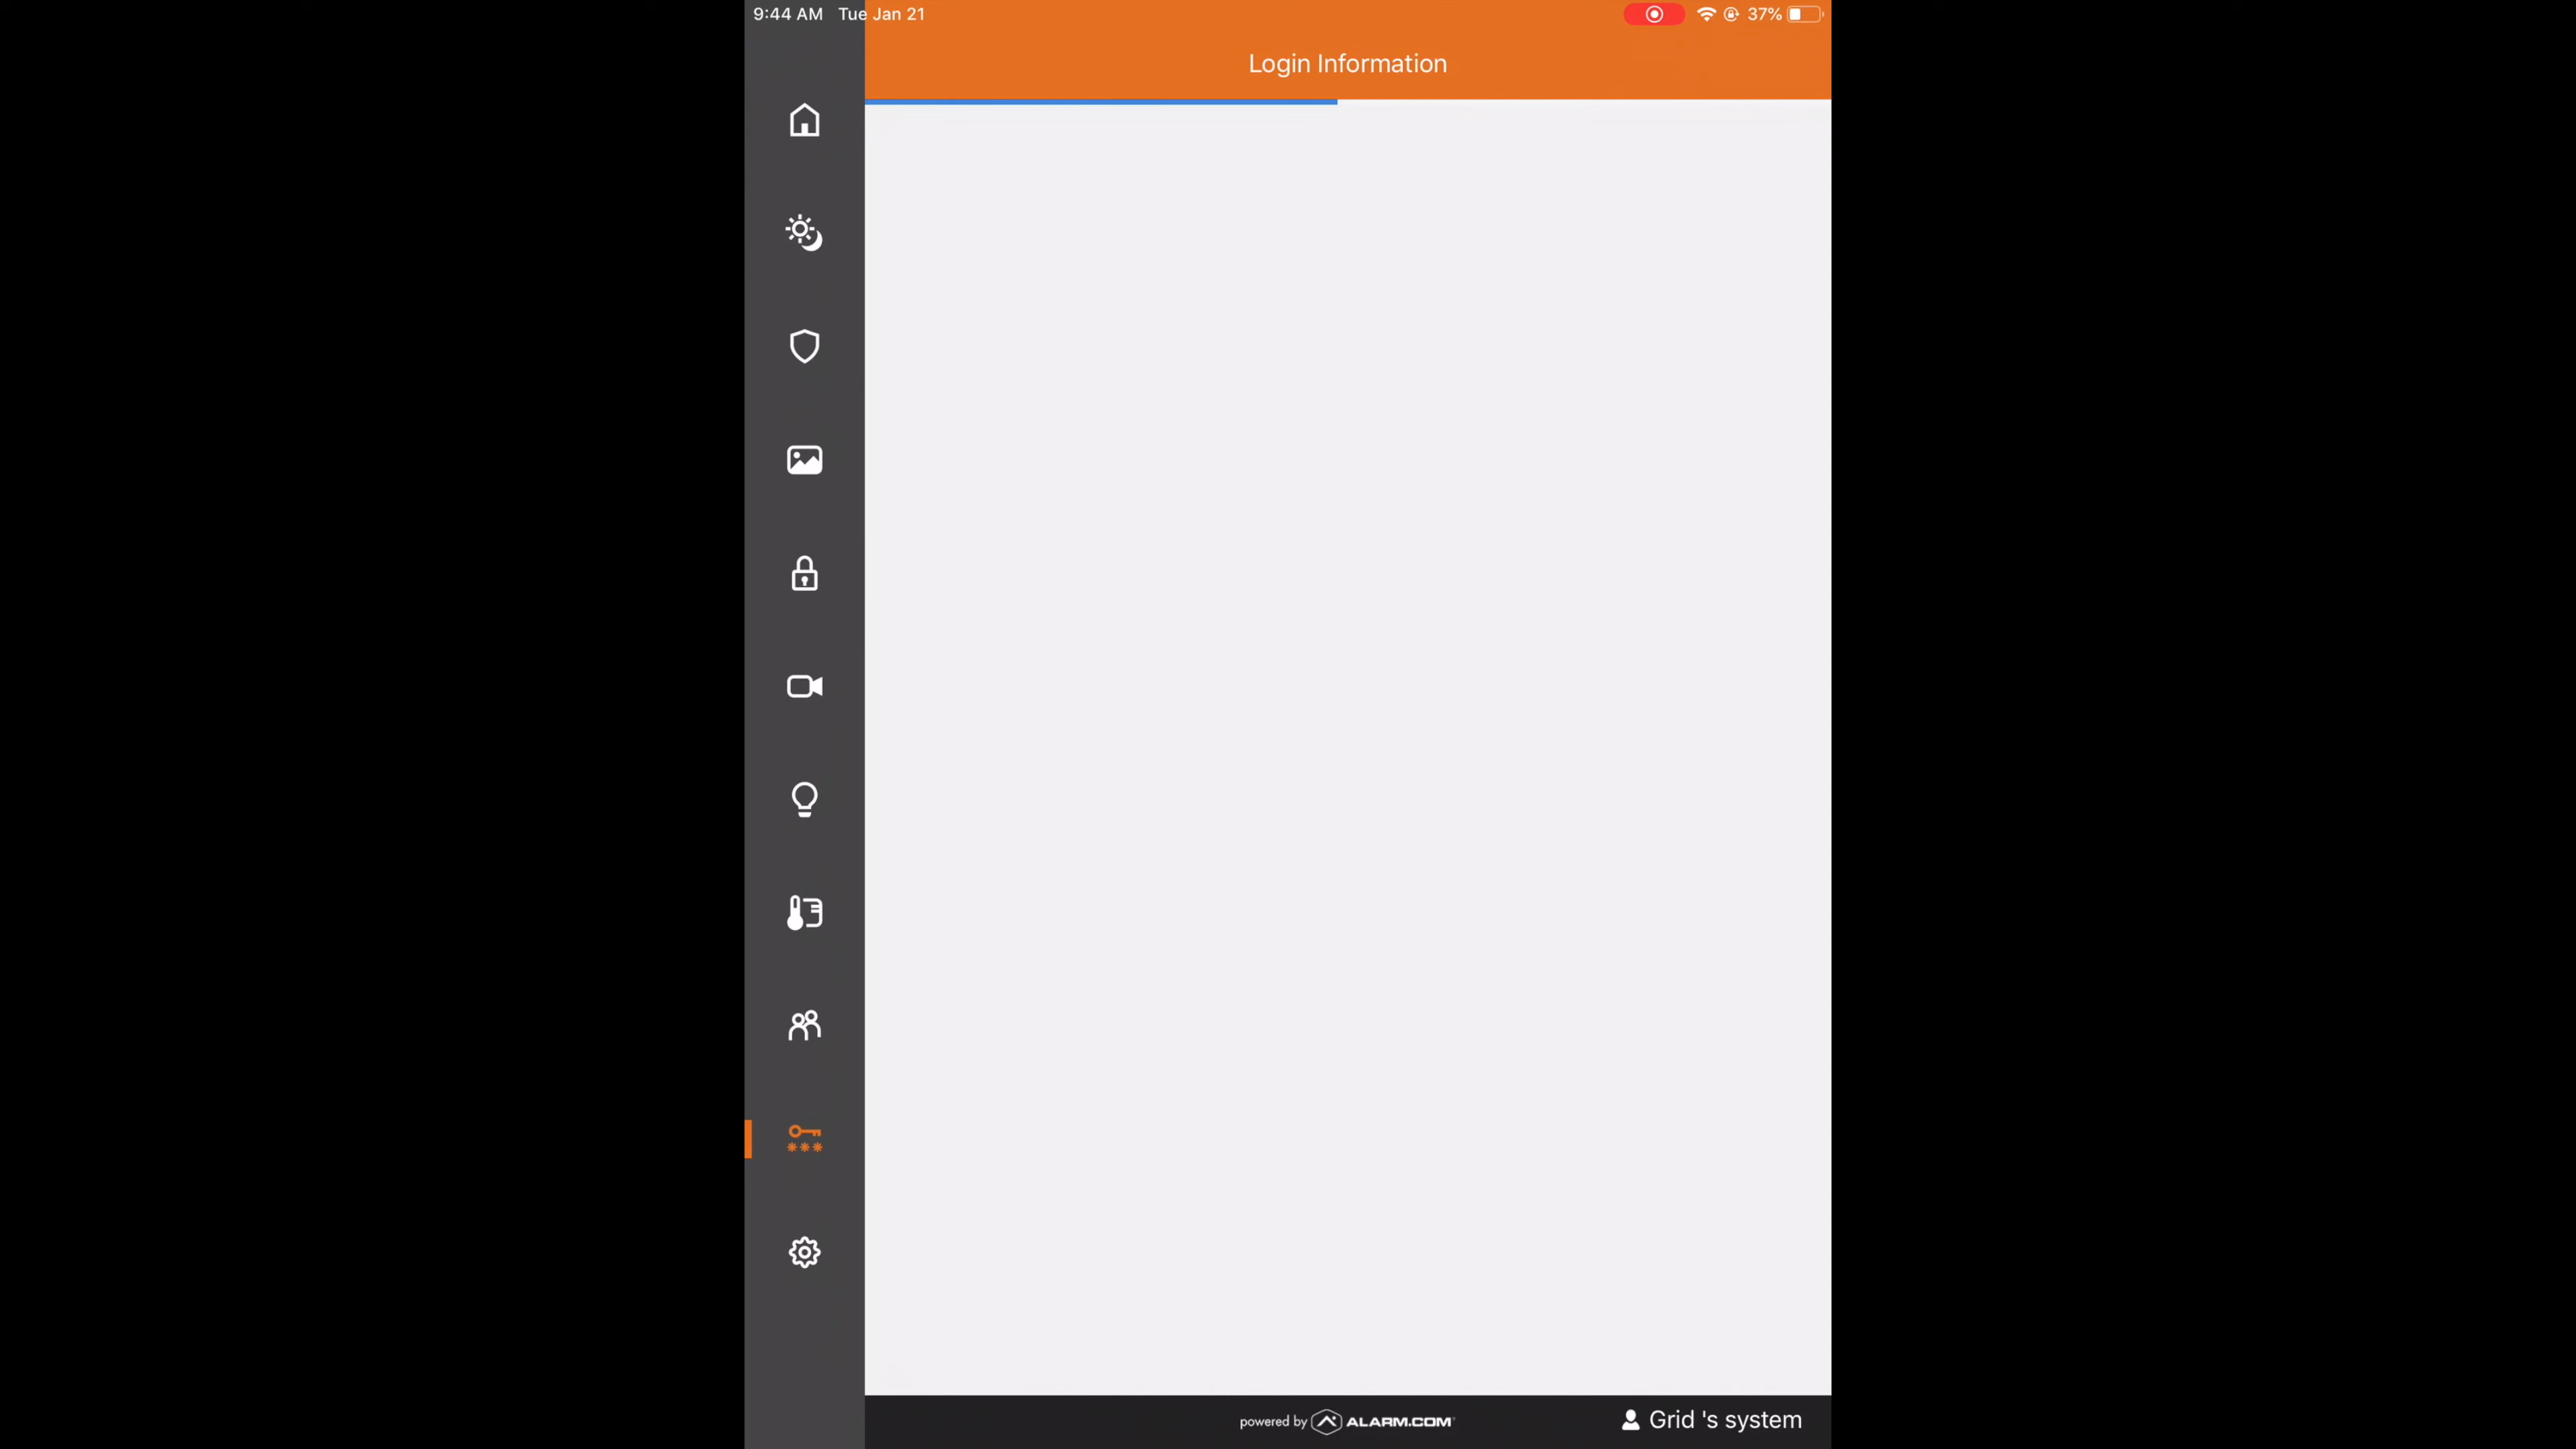 9:44 AM Tue Jan 21
37%
Login Information
powered by ALARM.COM
Grid 's system